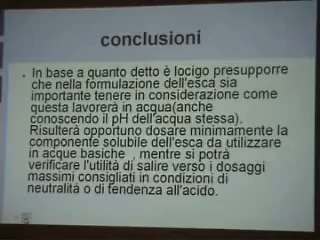 conclusioni
. In base a quanto detto è locigo presupporre
che nella formulazione dell'esca sia
importante tenere in considerazione come
questa lavorerà in acqua(anche
conoscendo il pH dell'acqua stessa).
Risulterà opportuno dosare minimamente la
componente solubile dell'esca da utilizzare
in acque basiche , mentre si potrà
verificare l'utilità di salire verso i dosaggi
massimi consigliati in condizioni di
neutralità o di tendenza all'acido.